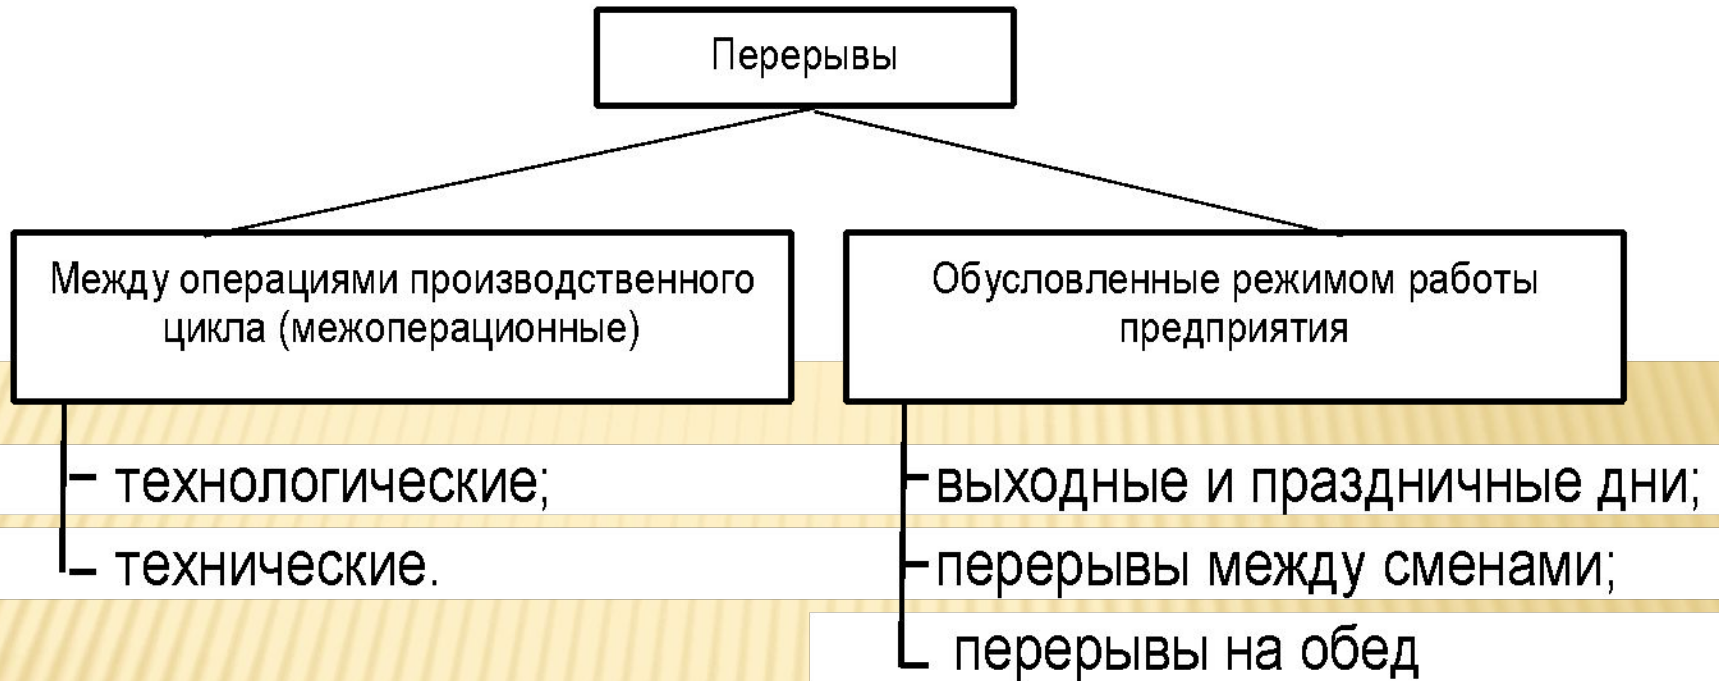 Перерывы
Между операциями производственного
цикла (межоперационные)
Обусловленные режимом работы
предприятия
– технологические;
– технические.
-выходные и праздничные дни;
-перерывы между сменами;
перерывы на обед